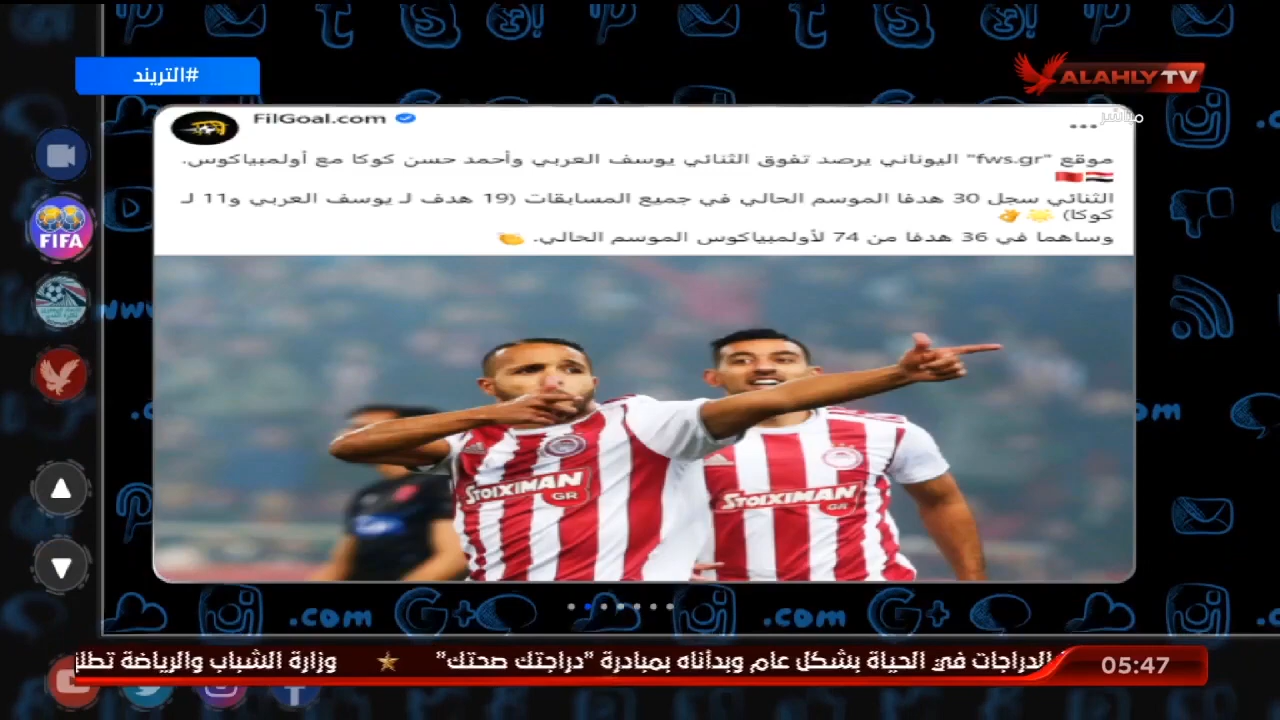 #التريند
ALAHLY TV
مباشر
FilGoal.com
موقع "fws.gr" اليوناني يرصد تفوق الثنائي يوسف العربي وأحمد حسن كوكا مع أولمبياكوس.
الثنائي سجل 30 هدفا الموسم الحالي في جميع المسابقات (19 هدف لـ يوسف العربي و11 لـ
كوكا)
وساهما في 36 هدفا من 74 لأولمبياكوس الموسم الحالي.
FIFA
STOIXIMAN
GR
STOIXIMAN
GR
.com
.com
الدراجات في الحياة بشكل عام وبدأناه بمبادرة "دراجتك صحتك" ★ وزارة الشباب والرياضة
05:47